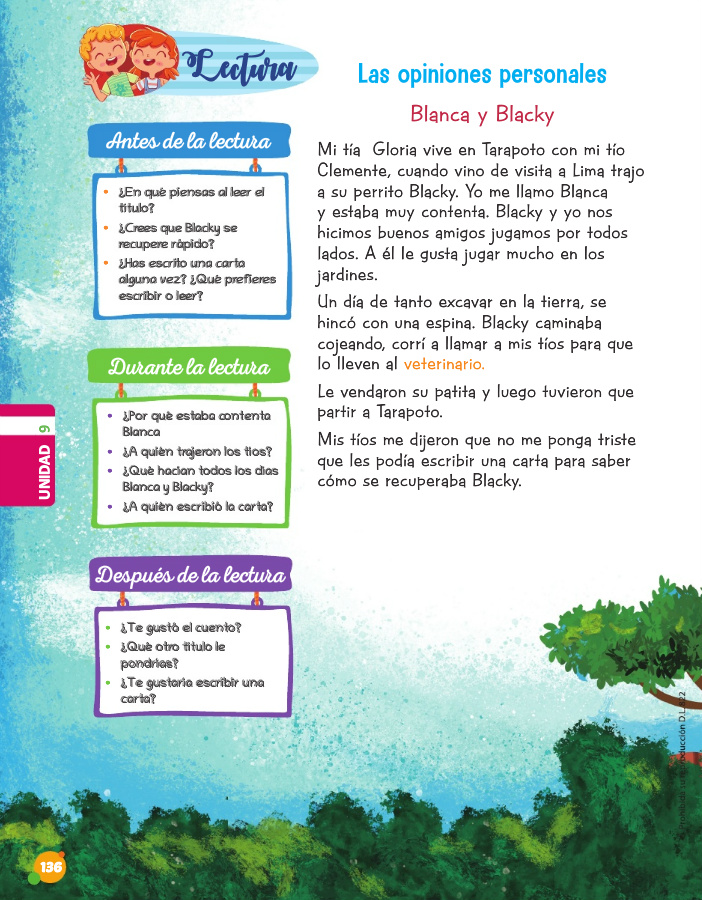 Lectura
Las opiniones personales
Blanca y Blacky
Antes de la lectura
• ¿En qué piensas al leer el
título?
• ¿Crees que Blacky se
recupere rápido?
• ¿Has escrito una carta
alguna vez? ¿Qué prefieres
escribir o leer?
Durante la lectura
• ¿Por qué estaba contenta
Blanca
• ¿A quién trajeron los tíos?
• ¿Qué hacían todos los días
Blanca y Blacky?
• ¿A quién escribió la carta?
Después de la lectura
• ¿Te gustó el cuento?
• ¿Qué otro título le
pondrías?
• ¿Te gustaría escribir una
carta?
Mi tía Gloria vive en Tarapoto con mi tío
Clemente, cuando vino de visita a Lima trajo
a su perrito Blacky. Yo me llamo Blanca
y estaba muy contenta. Blacky y yo nos
hicimos buenos amigos jugamos por todos
lados. A él le gusta jugar mucho en los
jardines.
Un día de tanto excavar en la tierra, se
hincó con una espina. Blacky caminaba
cojeando, corrí a llamar a mis tíos para que
lo lleven al veterinario.
Le vendaron su patita y luego tuvieron que
partir a Tarapoto.
Mis tíos me dijeron que no me ponga triste
que les podía escribir una carta para saber
cómo se recuperaba Blacky.
UNIDAD 9
136
Prohibida su reproducción D.L. 822